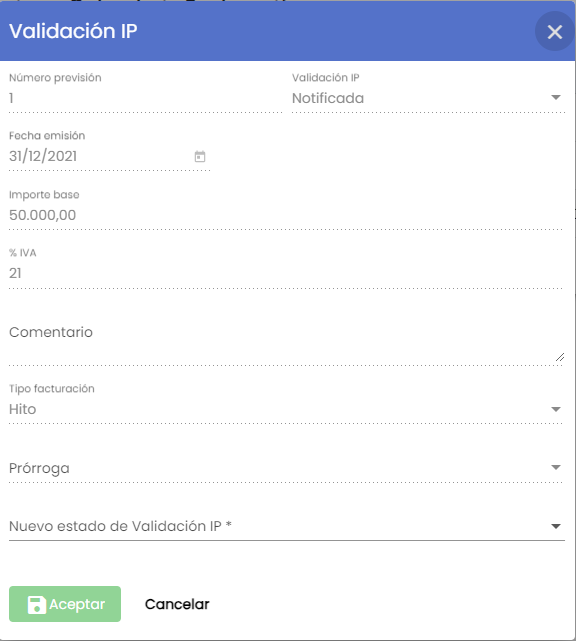 Validación IP
Número previsión
Validación IP
1
Notificada
Fecha emisión
31/12/2021
Importe base
50.000,00
% IVA
21
Comentario
Tipo facturación
Hito
Prórroga
Nuevo estado de Validación IP *
Aceptar
Cancelar